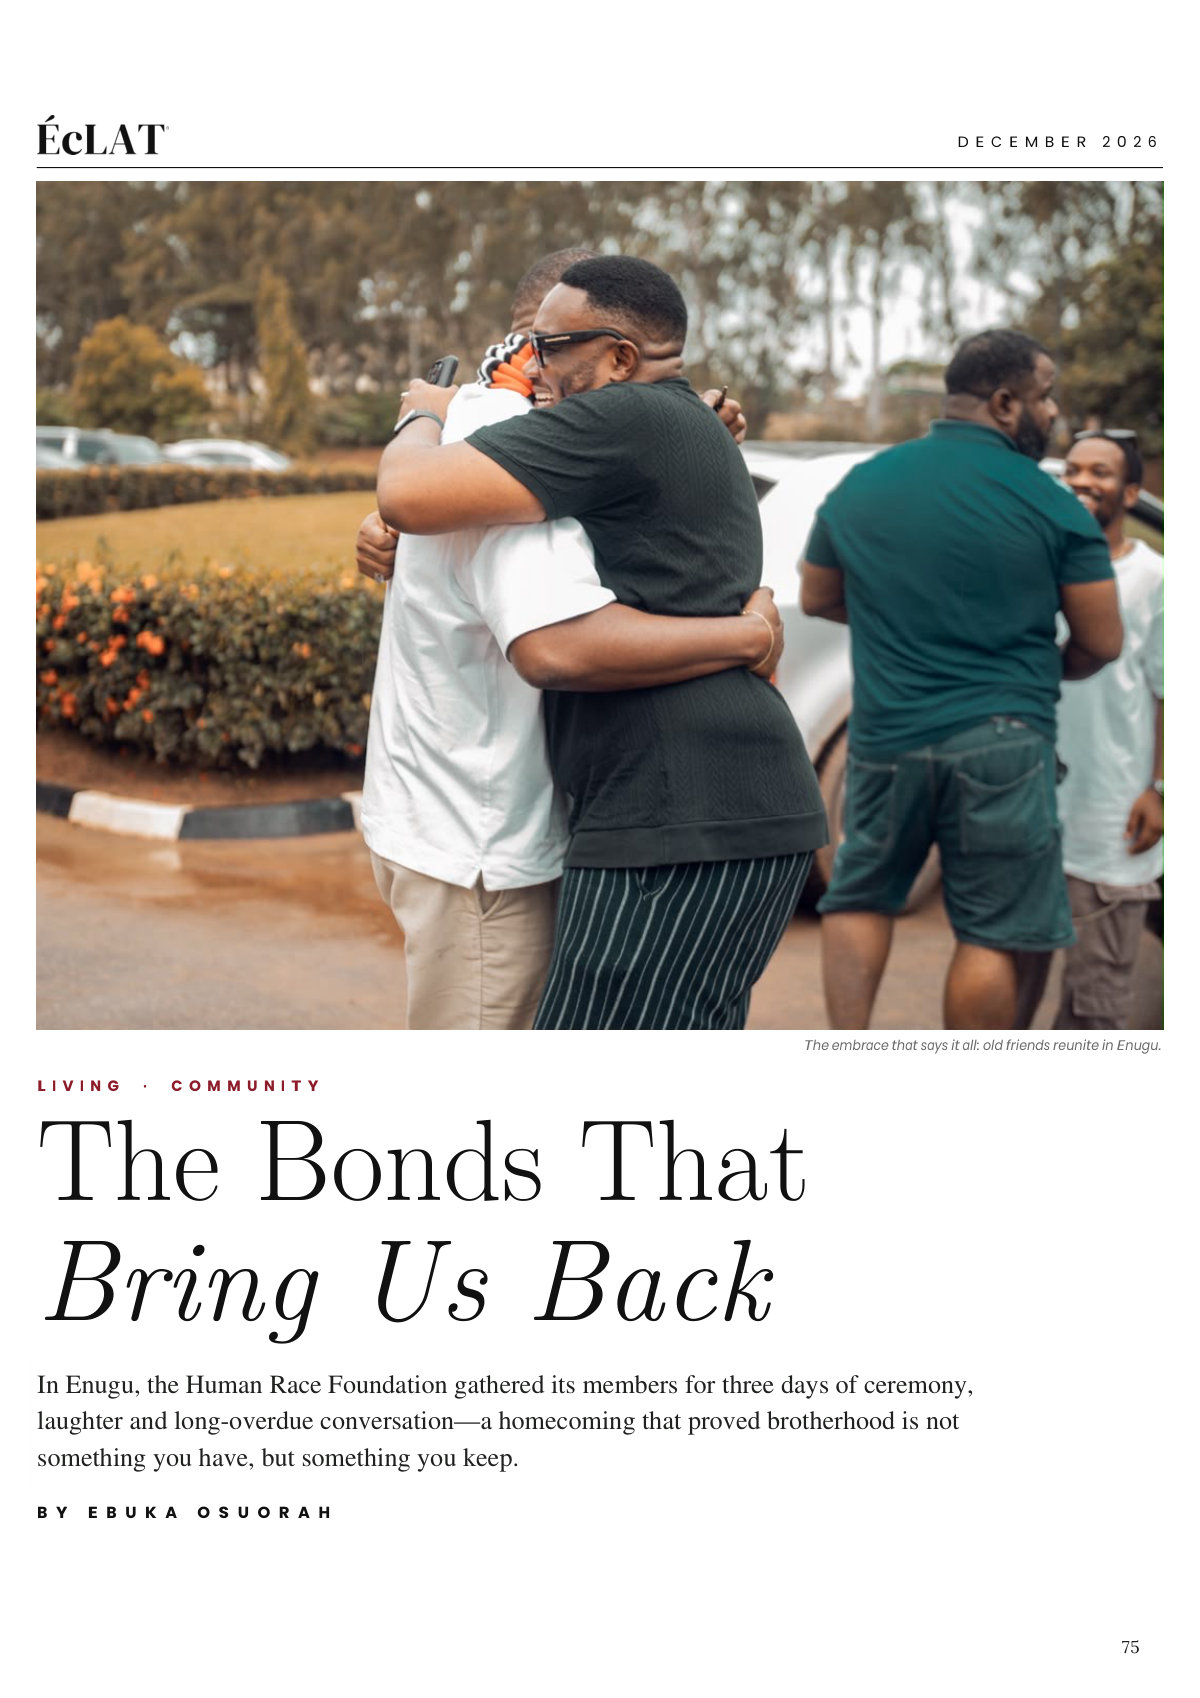 ÉcLAT
DECEMBER 2026
The embrace that says it all: old friends reunite in Enugu.
LIVING · COMMUNITY
The Bonds That
Bring Us Back
In Enugu, the Human Race Foundation gathered its members for three days of ceremony,
laughter and long-overdue conversation—a homecoming that proved brotherhood is not
something you have, but something you keep.
BY EBUKA OSUORAH
75